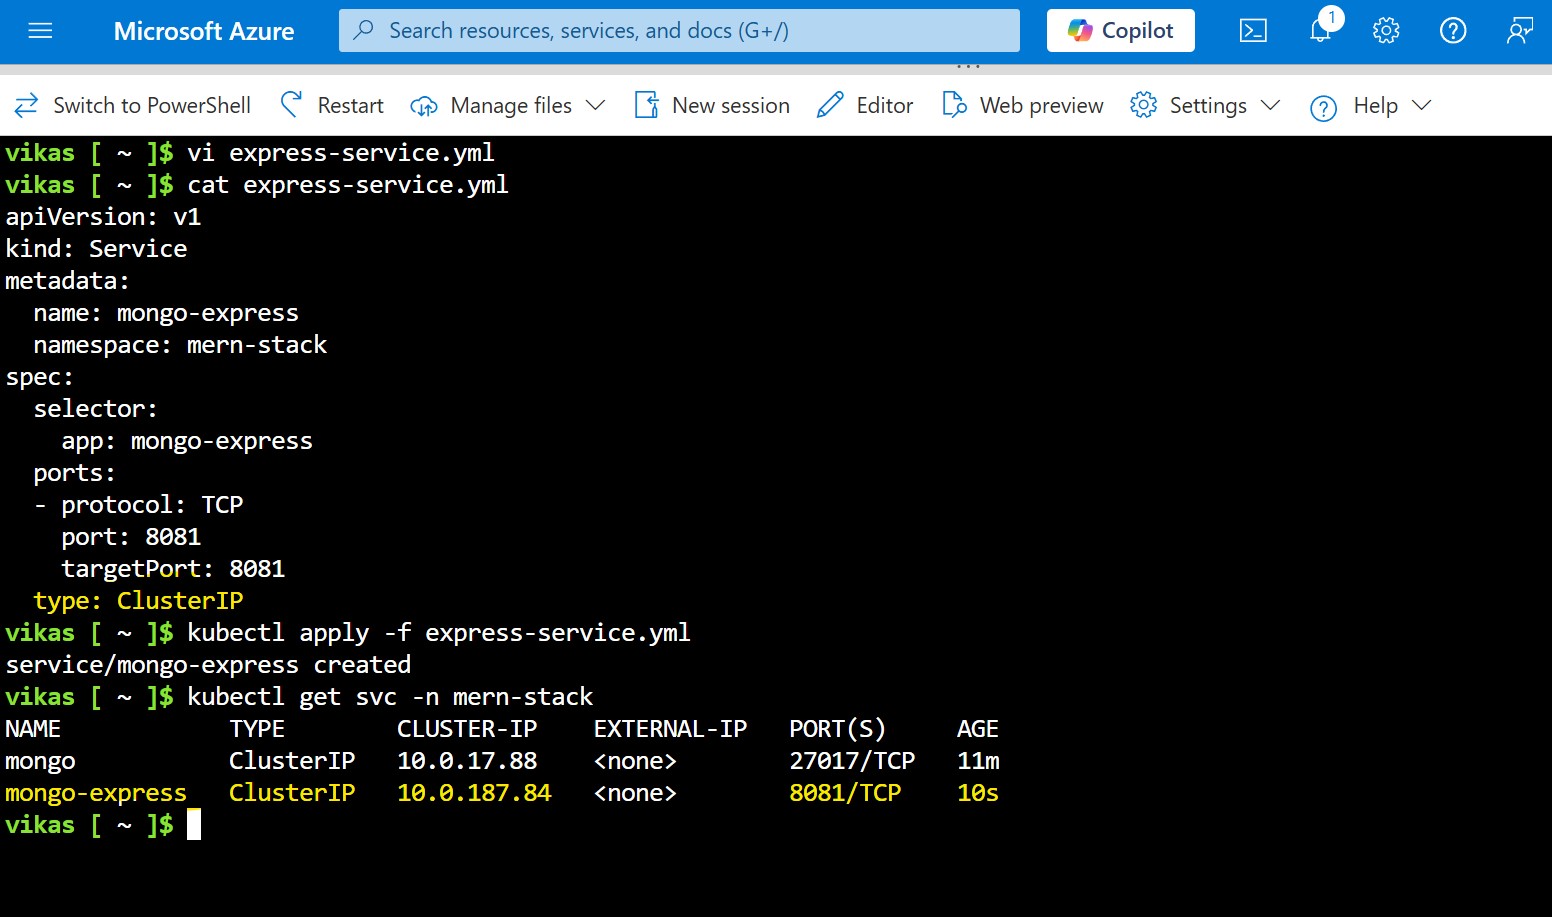 Microsoft Azure
Search resources, services, and docs (G+/)
Copilot
1
Switch to PowerShell
Restart
Manage files
New session
Editor
Web preview
Settings
Help
vikas [ ~ ]$ vi express-service.yml
vikas [ ~ ]$ cat express-service.yml
apiVersion: v1
kind: Service
metadata:
  name: mongo-express
  namespace: mern-stack
spec:
  selector:
    app: mongo-express
  ports:
  - protocol: TCP
    port: 8081
    targetPort: 8081
  type: ClusterIP
vikas [ ~ ]$ kubectl apply -f express-service.yml
service/mongo-express created
vikas [ ~ ]$ kubectl get svc -n mern-stack
NAME            TYPE        CLUSTER-IP    EXTERNAL-IP   PORT(S)     AGE
mongo           ClusterIP   10.0.17.88    <none>        27017/TCP   11m
mongo-express   ClusterIP   10.0.187.84   <none>        8081/TCP    10s
vikas [ ~ ]$